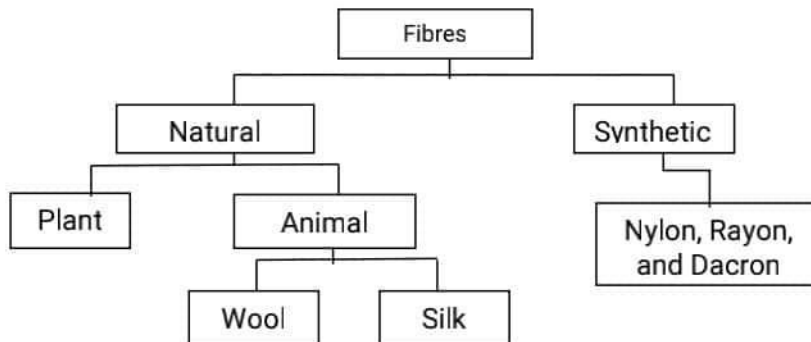 Fibres
Natural
Synthetic
Plant
Animal
Nylon, Rayon,
and Dacron
Wool
Silk